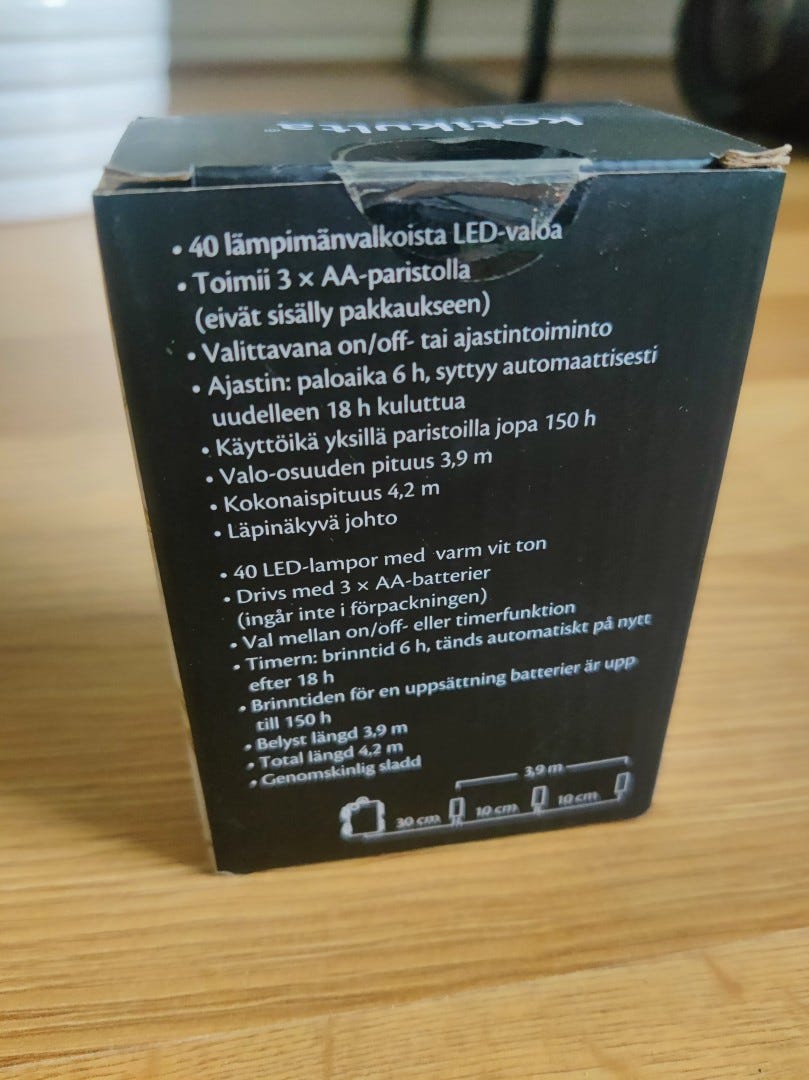 kotikulta
• 40 lämpimänvalkoista LED-valoa
• Toimii 3 × AA-paristolla
(eivät sisälly pakkaukseen)
• Valittavana on/off- tai ajastintoiminto
• Ajastin: paloaika 6 h, syttyy automaattisesti
uudelleen 18 h kuluttua
• Käyttöikä yksillä paristoilla jopa 150 h
• Valo-osuuden pituus 3,9 m
• Kokonaispituus 4,2 m
• Läpinäkyvä johto
• 40 LED-lampor med varm vit ton
• Drivs med 3 × AA-batterier
(ingår inte i förpackningen)
• Val mellan on/off- eller timerfunktion
• Timern: brinntid 6 h, tänds automatiskt på nytt
efter 18 h
• Brinntiden för en uppsättning batterier är upp
till 150 h
• Belyst längd 3,9 m
• Total längd 4,2 m
• Genomskinlig sladd
3,9 m
30 cm 10 cm 10 cm